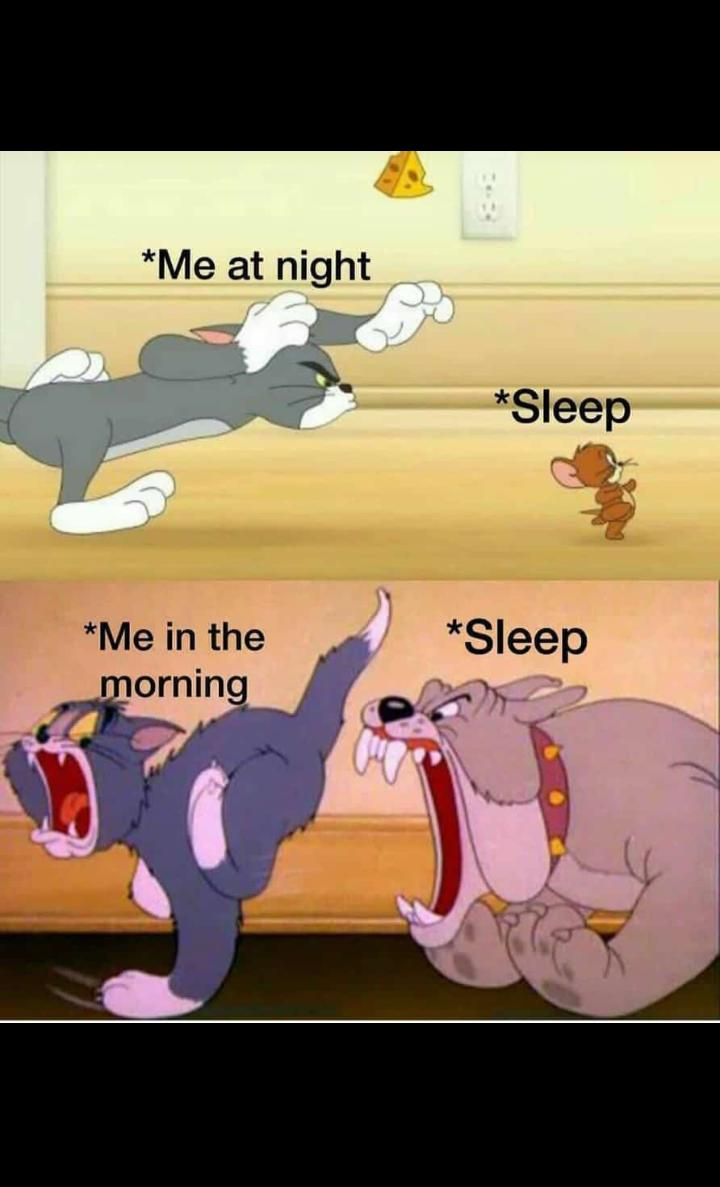 *Me at night
*Sleep
*Me in the
morning
*Sleep